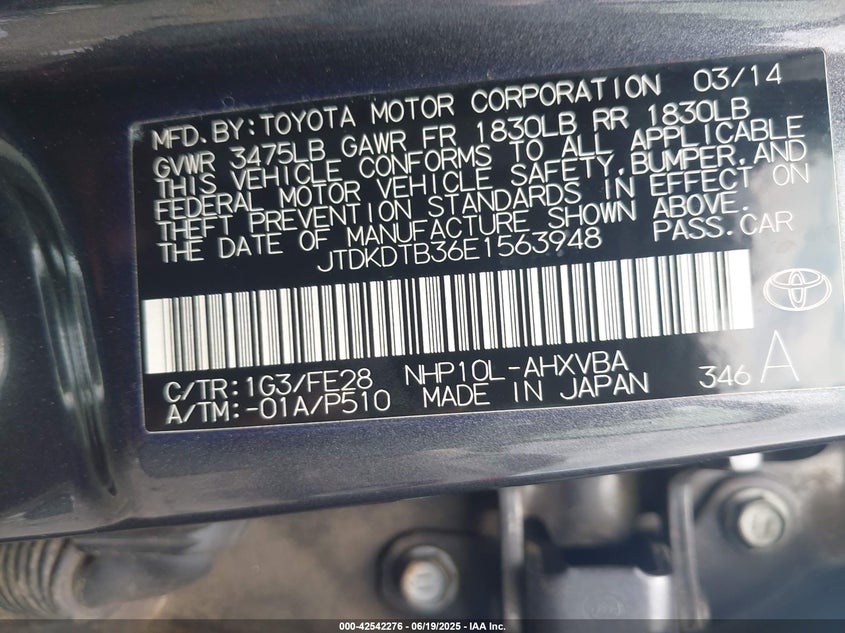 MFD. BY: TOYOTA MOTOR CORPORATION 03/14
GVWR 3475LB GAWR FR 1830LB RR 1830LB
THIS VEHICLE CONFORMS TO ALL APPLICABLE
FEDERAL MOTOR VEHICLE SAFETY, BUMPER, AND
THEFT PREVENTION STANDARDS IN EFFECT ON
THE DATE OF MANUFACTURE SHOWN ABOVE.
JTDKDTB36E1563948 PASS. CAR
C/TR: 1G3/FE28 NHP10L-AHXVBA
A/TM: -01A/P510 MADE IN JAPAN 346 A
000-42542276 - 06/19/2025 - IAA Inc.